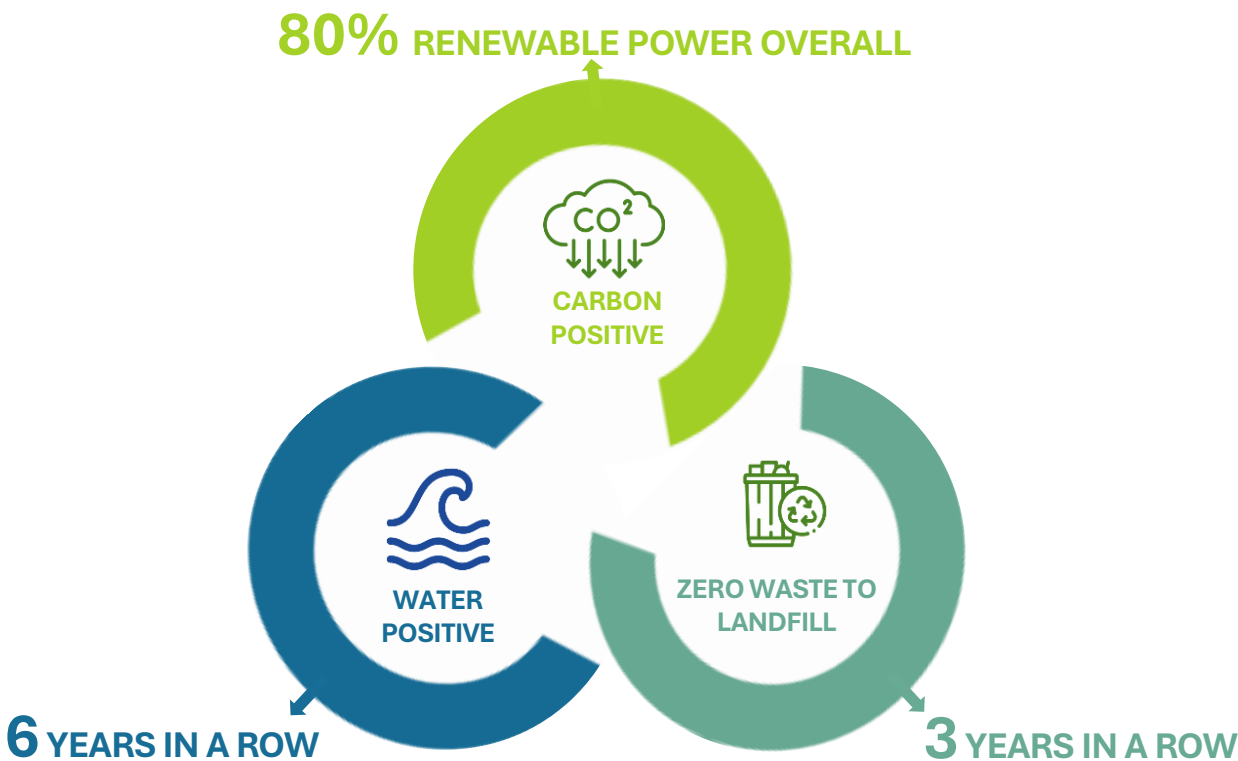 80% RENEWABLE POWER OVERALL
CO²
CARBON
POSITIVE
WATER
POSITIVE
ZERO WASTE TO
LANDFILL
6 YEARS IN A ROW
3 YEARS IN A ROW